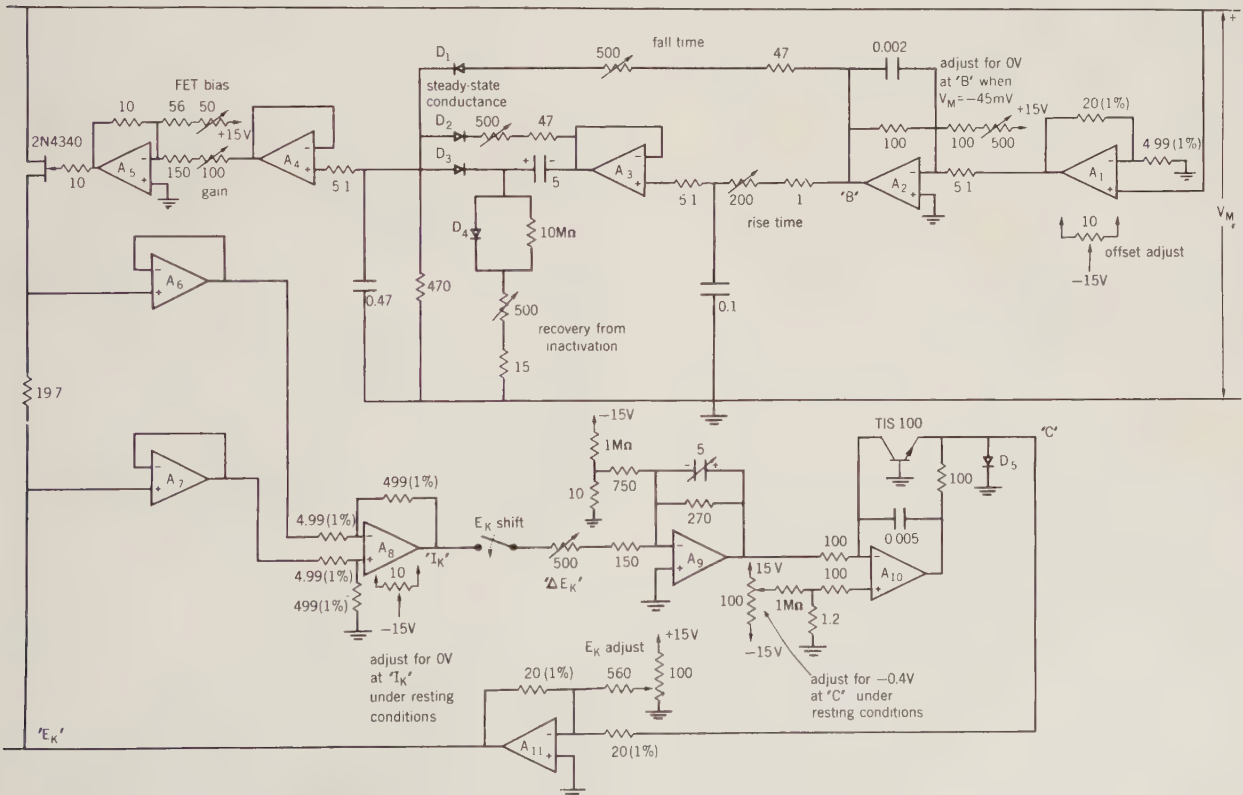 +
D1
500
fall time
47
0.002
adjust for 0V
at 'B' when
VM=−45mV
+15V
FET bias
10
56
50
+15V
steady-state
conductance
20(1%)
2N4340
D2
500
47
100
100
500
4 99(1%)
A5
−
+
150
100
A4
−
+
D3
+
−
5
A3
−
+
A2
−
+
A1
−
+
10
gain
5 1
5 1
200
1
'B'
5 1
rise time
VM
10
offset adjust
−15V
D4
10MΩ
A6
−
+
0.47
470
500
recovery from
inactivation
0.1
15
19 7
−15V
1MΩ
TIS 100
'C'
A7
−
+
750
−
5
+
D5
499(1%)
10
270
100
4.99(1%)
A8
−
+
'IK'
EK shift
A9
−
+
100
0 005
4.99(1%)
10
500
150
15V
100
A10
−
+
'Δ EK'
100
1MΩ
499(1%)
−15V
1.2
−15V
EK adjust
+15V
adjust for 0V
at 'IK'
under resting
conditions
20(1%)
560
100
adjust for −0.4V
at "C" under
resting conditions
'EK'
A11
−
+
20(1%)